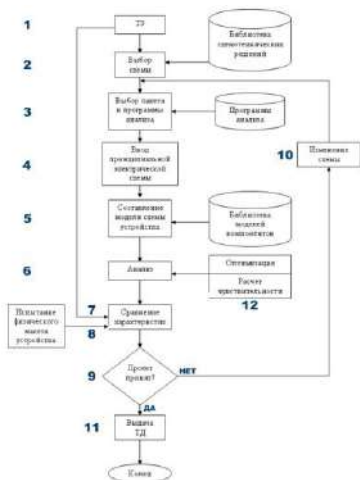 1
ТЗ
Библиотека
схемотехнических
решений
2
Выбор
схемы
3
Выбор пакета
и программы
анализа
Программы
анализа
10
Изменение
схемы
4
Ввод
принципиальной
электрической
схемы
5
Составление
модели схемы
устройства
Библиотека
моделей
компонентов
6
Анализ
Оптимизация
Расчет
чувствительности
12
7
Испытание
физического
макета
устройства
8
Сравнение
характеристик
9
Проект
принят?
НЕТ
ДА
11
Выдача
ТД
Конец